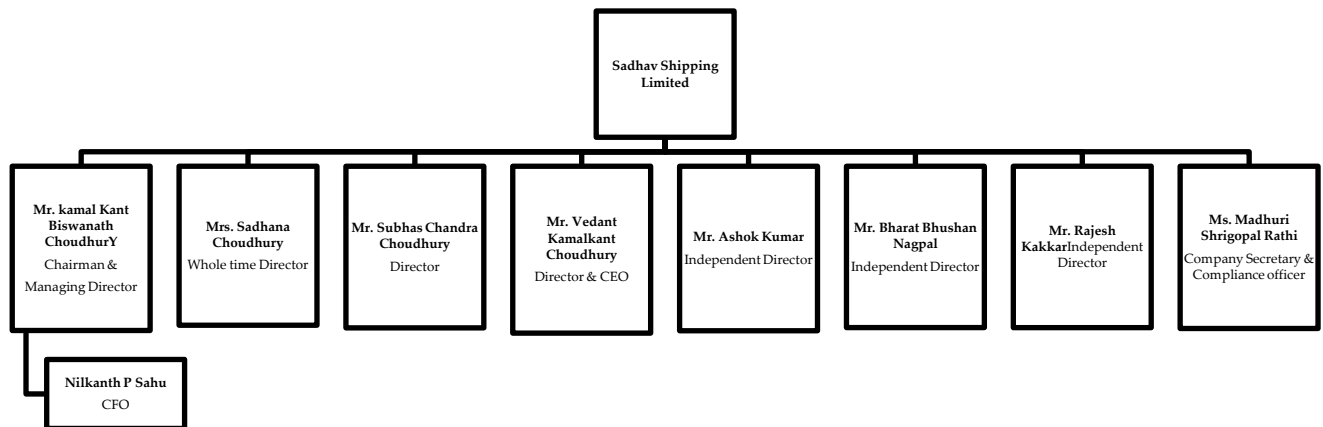 Sadhav Shipping
Limited
Mr. kamal Kant
Biswanath
ChoudhurY
Chairman &
Managing Director
Mrs. Sadhana
Choudhury
Whole time Director
Mr. Subhas Chandra
Choudhury
Director
Mr. Vedant
Kamalkant
Choudhury
Director & CEO
Mr. Ashok Kumar
Independent Director
Mr. Bharat Bhushan
Nagpal
Independent Director
Mr. Rajesh
KakkarIndependent
Director
Ms. Madhuri
Shrigopal Rathi
Company Secretary &
Compliance officer
Nilkanth P Sahu
CFO